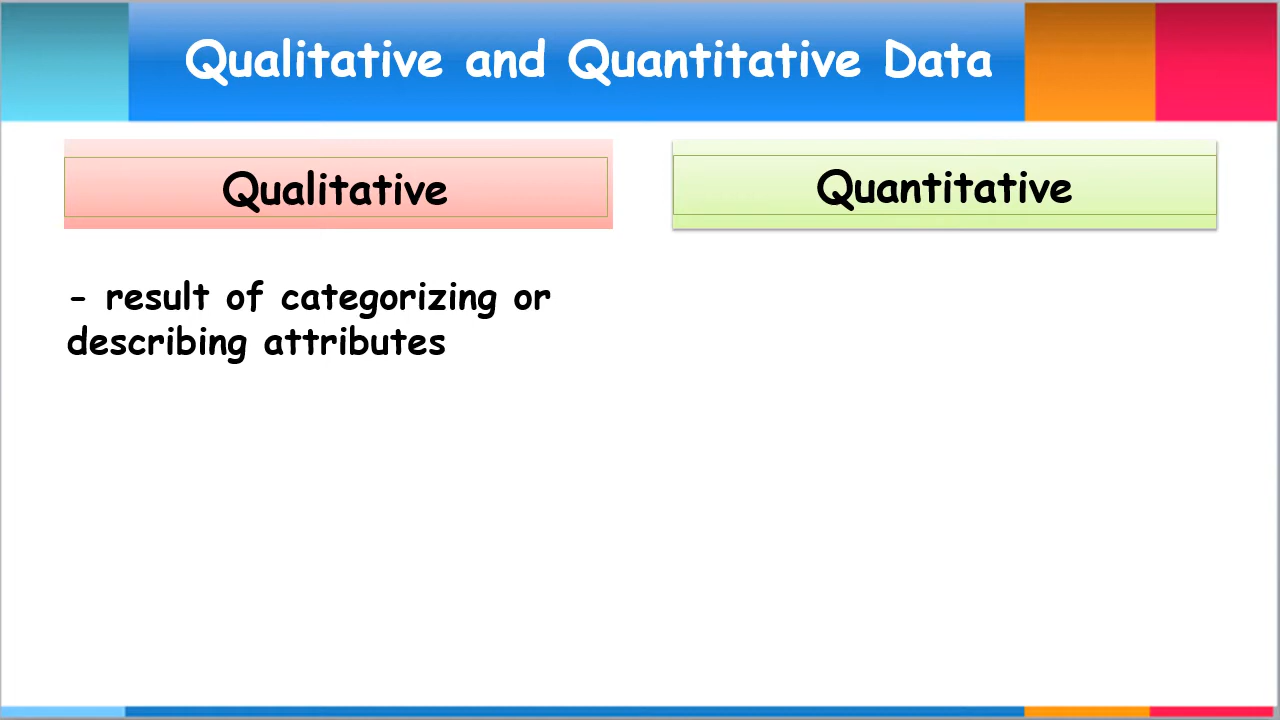 Qualitative and Quantitative Data
Qualitative
Quantitative
- result of categorizing or
describing attributes